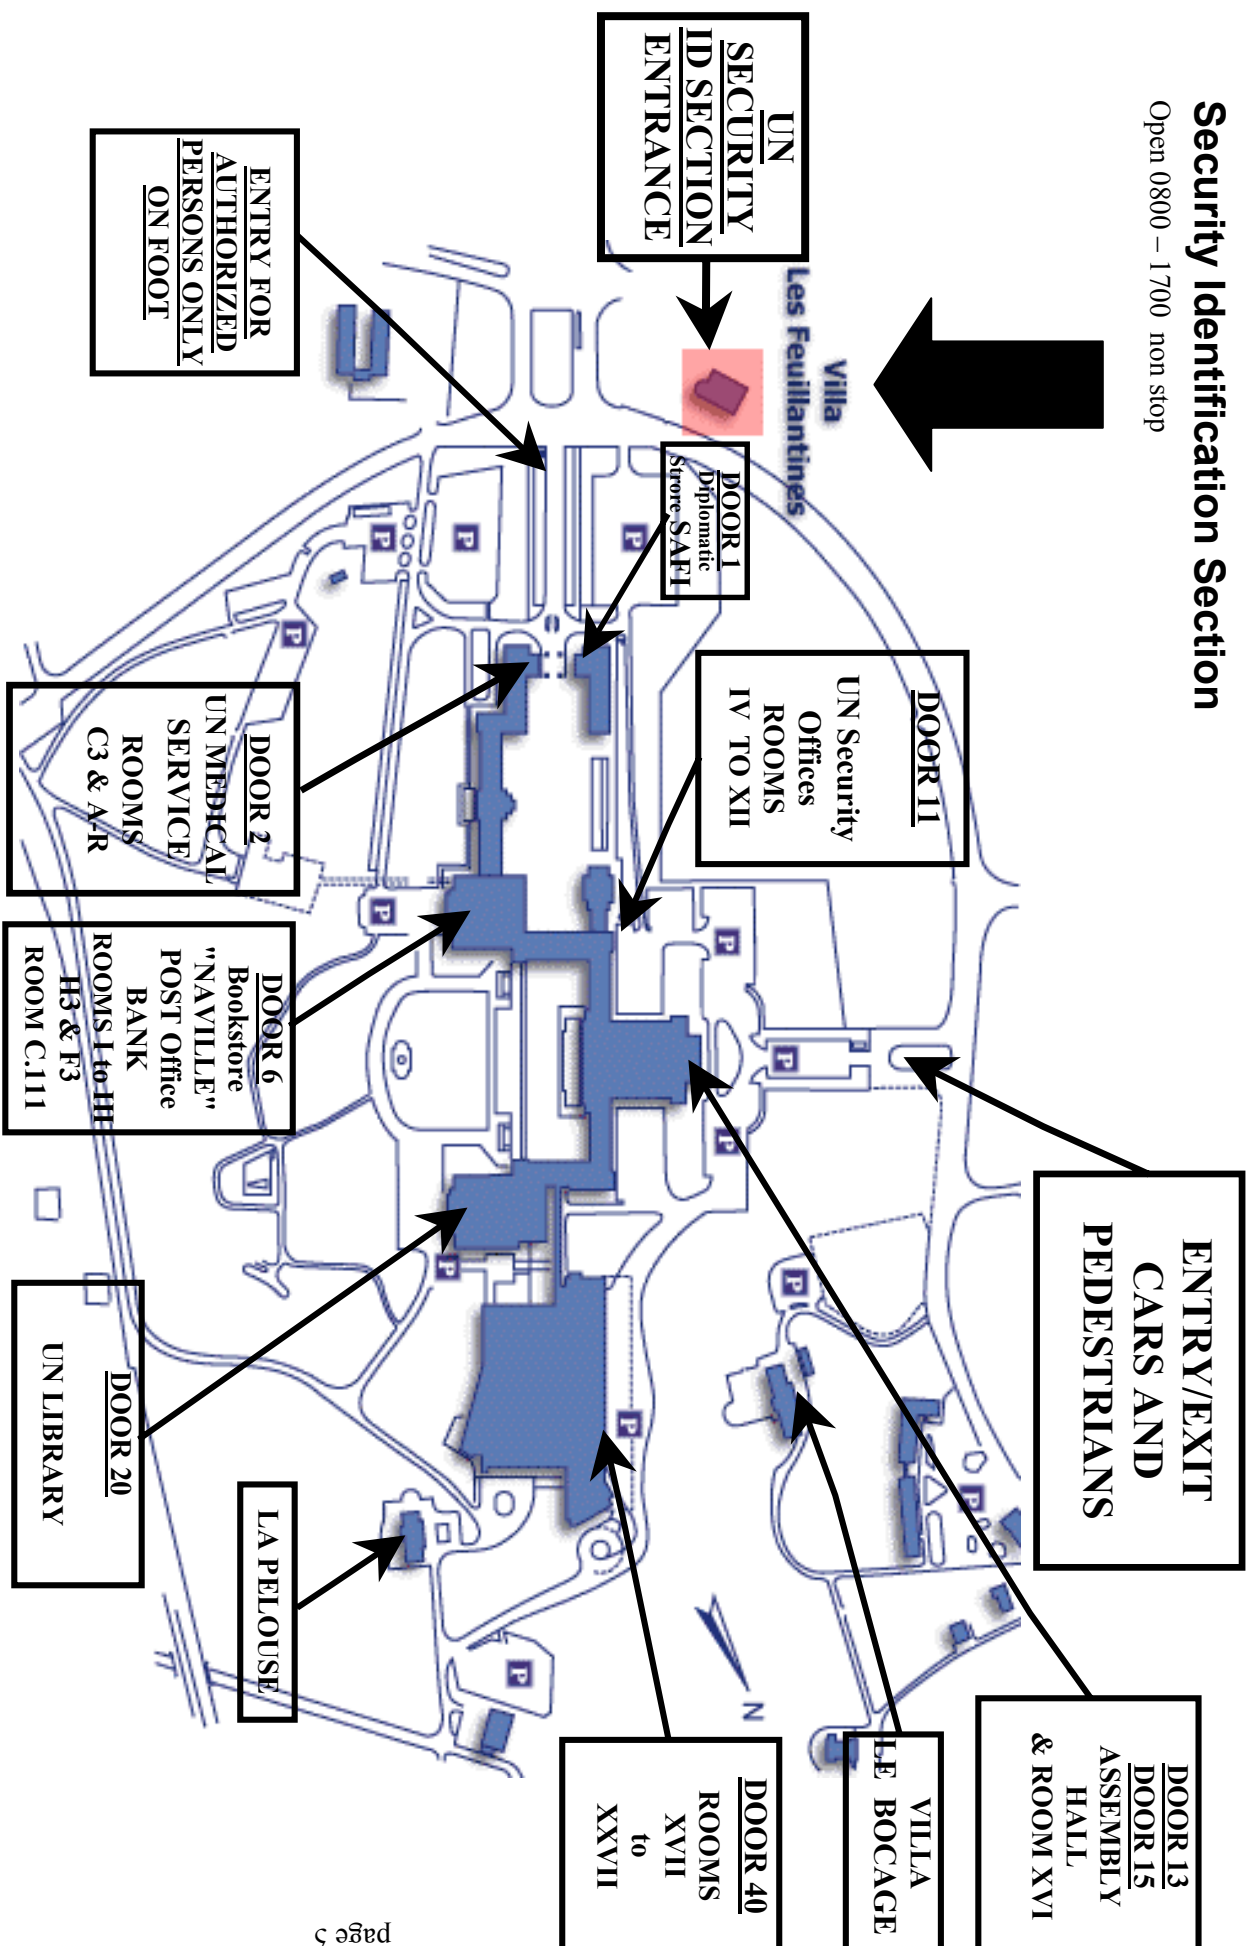 Security Identification Section
Open 0800 – 1700  non stop
UN
SECURITY
ID SECTION
ENTRANCE
Villa
Les Feuillantines
ENTRY FOR
AUTHORIZED
PERSONS ONLY
ON FOOT
DOOR 1
Diplomatic
Strore SAFI
DOOR 11
UN Security
Offices
ROOMS
IV TO XII
ENTRY/EXIT
CARS AND
PEDESTRIANS
DOOR 13
DOOR 15
ASSEMBLY
HALL
& ROOM XVI
VILLA
LE BOCAGE
DOOR 40
ROOMS
XVII
to
XXVII
DOOR 2
UN MEDICAL
SERVICE
ROOMS
C3 & A-R
DOOR 6
Bookstore
"NAVILLE"
POST Office
BANK
ROOMS I to III
H3 & F3
ROOM C.111
DOOR 20
UN LIBRARY
LA PELOUSE
N
P
P
P
P
P
P
P
P
P
P
P
P
P
page 5